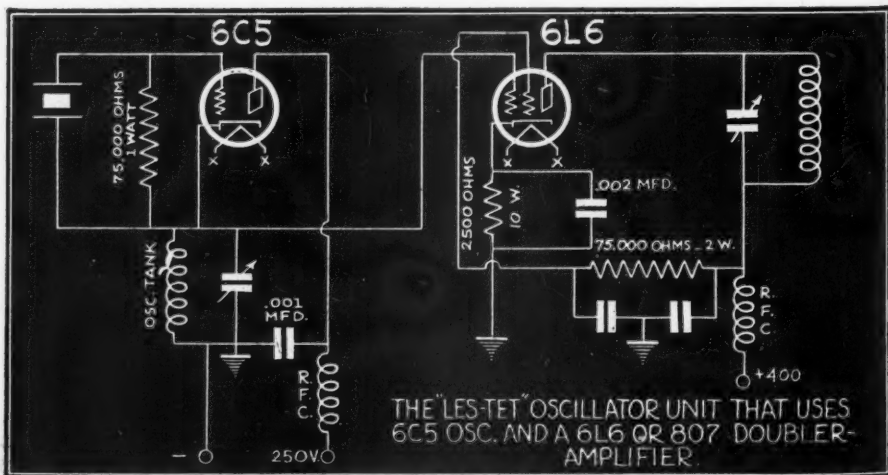 6C5
6L6
75,000 OHMS
1 WATT
X X
X X
2500 OHMS
10 W.
.002 MFD.
75,000 OHMS - 2 W.
OSC. TANK
.001
MFD.
R.F.C.
R.F.C.
+400
- 250V.
THE "LES-TET" OSCILLATOR UNIT THAT USES
6C5 OSC. AND A 6L6 OR 807 DOUBLER-
AMPLIFIER.